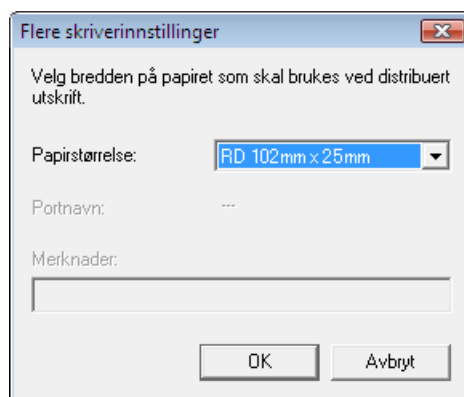 Flere skriverinnstillinger
Velg bredden på papiret som skal brukes ved distribuert
utskrift.
Papirstørrelse: RD 102mm x 25mm
Portnavn: ---
Merknader:
OK Avbryt